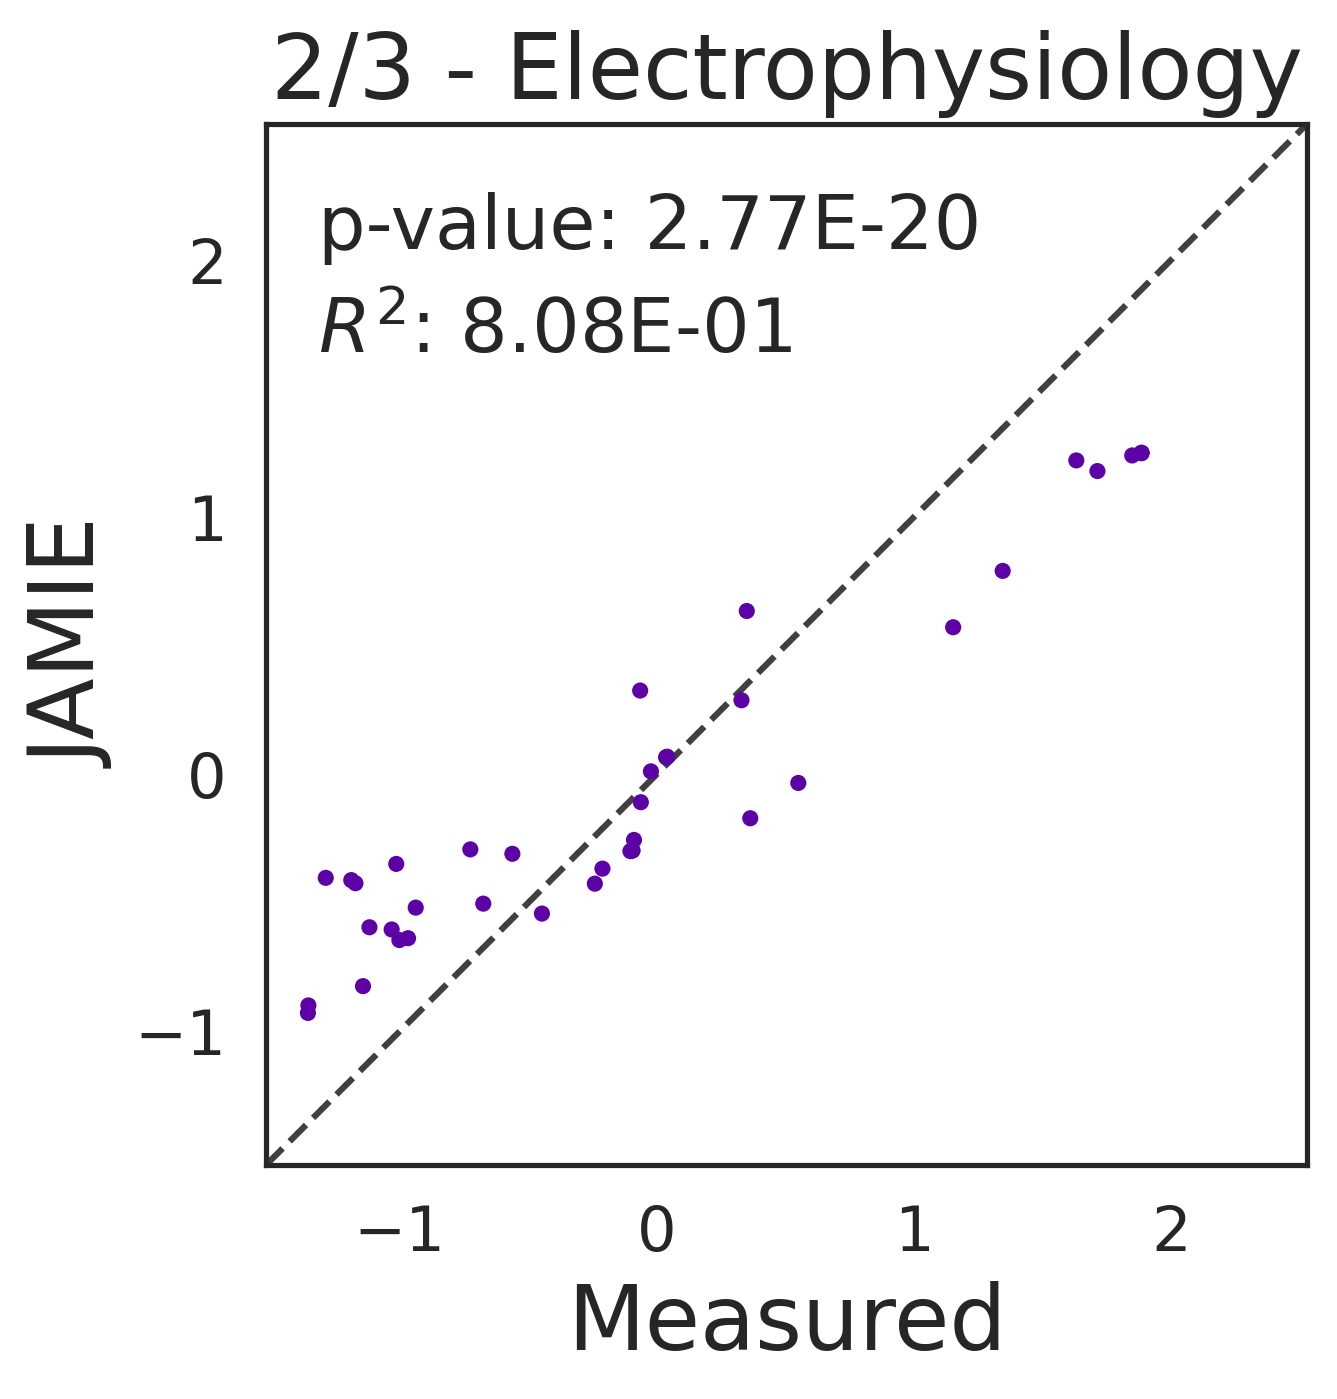 2/3 - Electrophysiology
p-value: 2.77E-20
R²: 8.08E-01
2
1
0
−1
JAMIE
−1 0 1 2
Measured